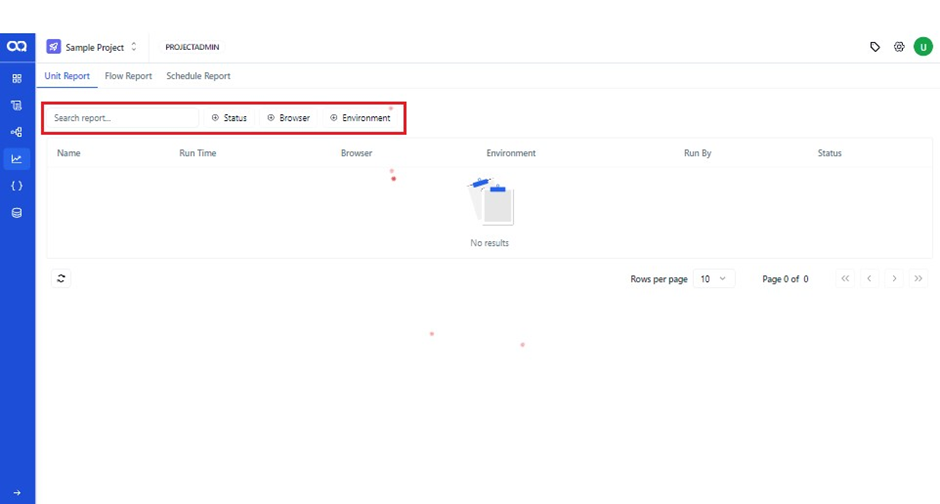 Sample Project PROJECTADMIN U
Unit Report Flow Report Schedule Report
Search report... Status Browser Environment
Name Run Time Browser Environment Run By Status
No results
Rows per page 10 Page 0 of 0